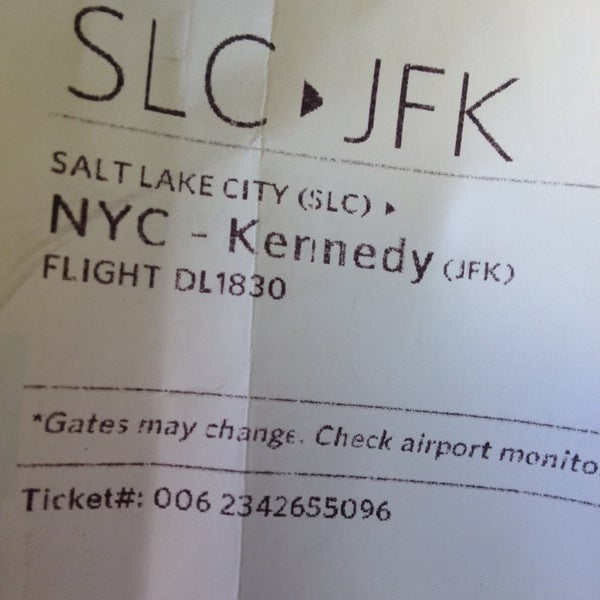 SLC ▸ JFK
SALT LAKE CITY (SLC) ▸
NYC - Kennedy (JFK)
FLIGHT DL1830
*Gates may change. Check airport monito
Ticket#: 006 2342655096